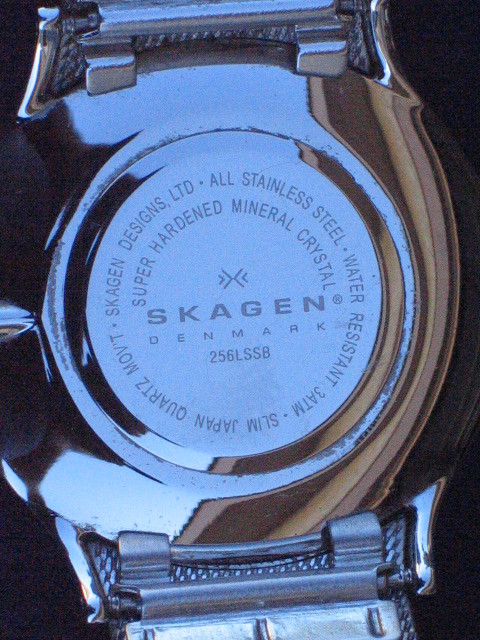 SKAGEN DESIGNS, LTD · ALL STAINLESS STEEL · WATER RESISTANT 3ATM · SLIM JAPAN QUARTZ MOV'T ·
SUPER HARDENED MINERAL CRYSTAL
SKAGEN®
DENMARK
256LSSB